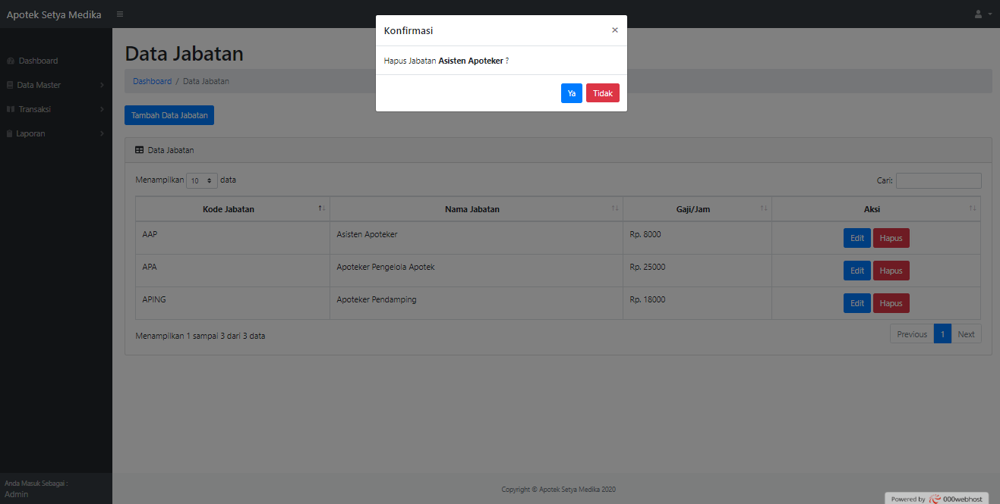 Apotek Setya Medika
Konfirmasi ×
Hapus Jabatan Asisten Apoteker ?
Ya Tidak
Dashboard
Data Master
Transaksi
Laporan
Data Jabatan
Dashboard / Data Jabatan
Tambah Data Jabatan
Data Jabatan
Menampilkan 10 data Cari:
Kode Jabatan Nama Jabatan Gaji/Jam Aksi
AAP Asisten Apoteker Rp. 8000 Edit Hapus
APA Apoteker Pengelola Apotek Rp. 25000 Edit Hapus
APING Apoteker Pendamping Rp. 18000 Edit Hapus
Menampilkan 1 sampai 3 dari 3 data Previous 1 Next
Anda Masuk Sebagai :
Admin
Copyright © Apotek Setya Medika 2020
Powered by 000webhost